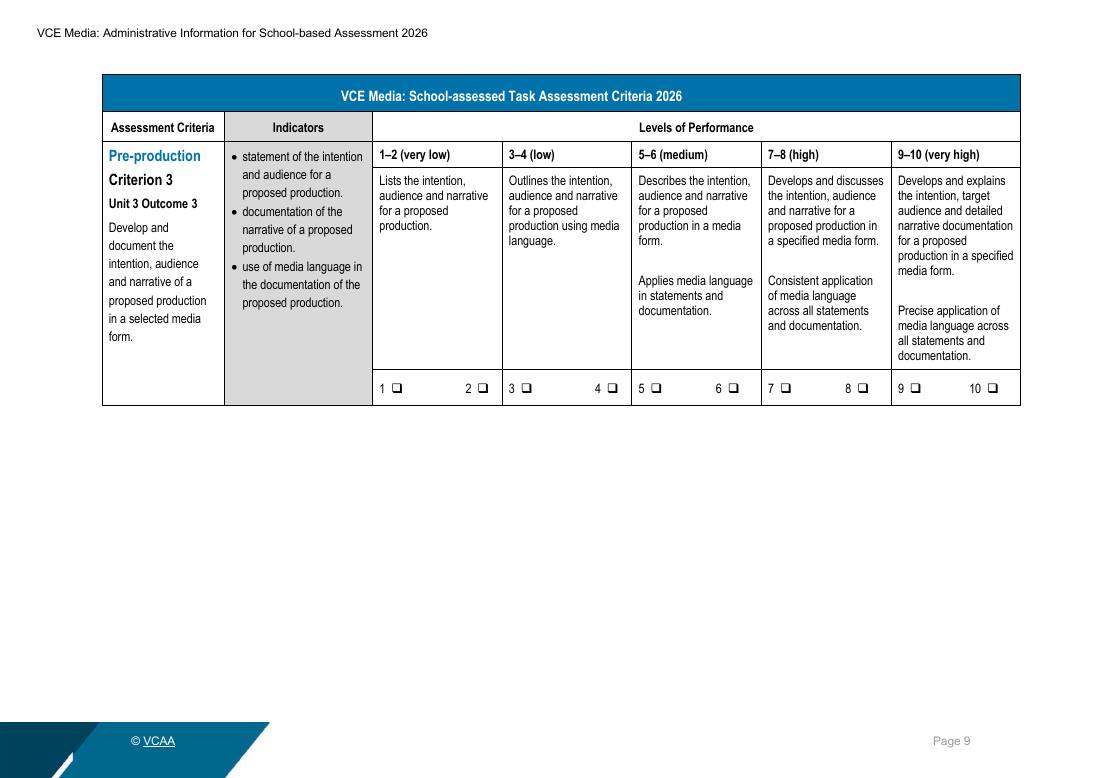 VCE Media: Administrative Information for School-based Assessment 2026
VCE Media: School-assessed Task Assessment Criteria 2026
Assessment Criteria
Indicators
Levels of Performance
Pre-production
Criterion 3
Unit 3 Outcome 3
Develop and
document the
intention, audience
and narrative of a
proposed production
in a selected media
form.
• statement of the intention
and audience for a
proposed production.
• documentation of the
narrative of a proposed
production.
• use of media language in
the documentation of the
proposed production.
1–2 (very low)
Lists the intention,
audience and narrative
for a proposed
production.
1 ❑ 2 ❑
3–4 (low)
Outlines the intention,
audience and narrative
for a proposed
production using media
language.
3 ❑ 4 ❑
5–6 (medium)
Describes the intention,
audience and narrative
for a proposed
production in a media
form.
Applies media language
in statements and
documentation.
5 ❑ 6 ❑
7–8 (high)
Develops and discusses
the intention, audience
and narrative for a
proposed production in
a specified media form.
Consistent application
of media language
across all statements
and documentation.
7 ❑ 8 ❑
9–10 (very high)
Develops and explains
the intention, target
audience and detailed
narrative documentation
for a proposed
production in a specified
media form.
Precise application of
media language across
all statements and
documentation.
9 ❑ 10 ❑
© VCAA
Page 9